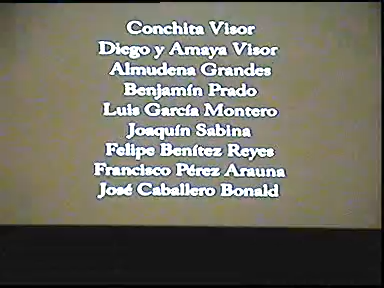 Conchita Visor
Diego y Amaya Visor
Almudena Grandes
Benjamín Prado
Luis García Montero
Joaquín Sabina
Felipe Benítez Reyes
Francisco Pérez Arauna
José Caballero Bonald